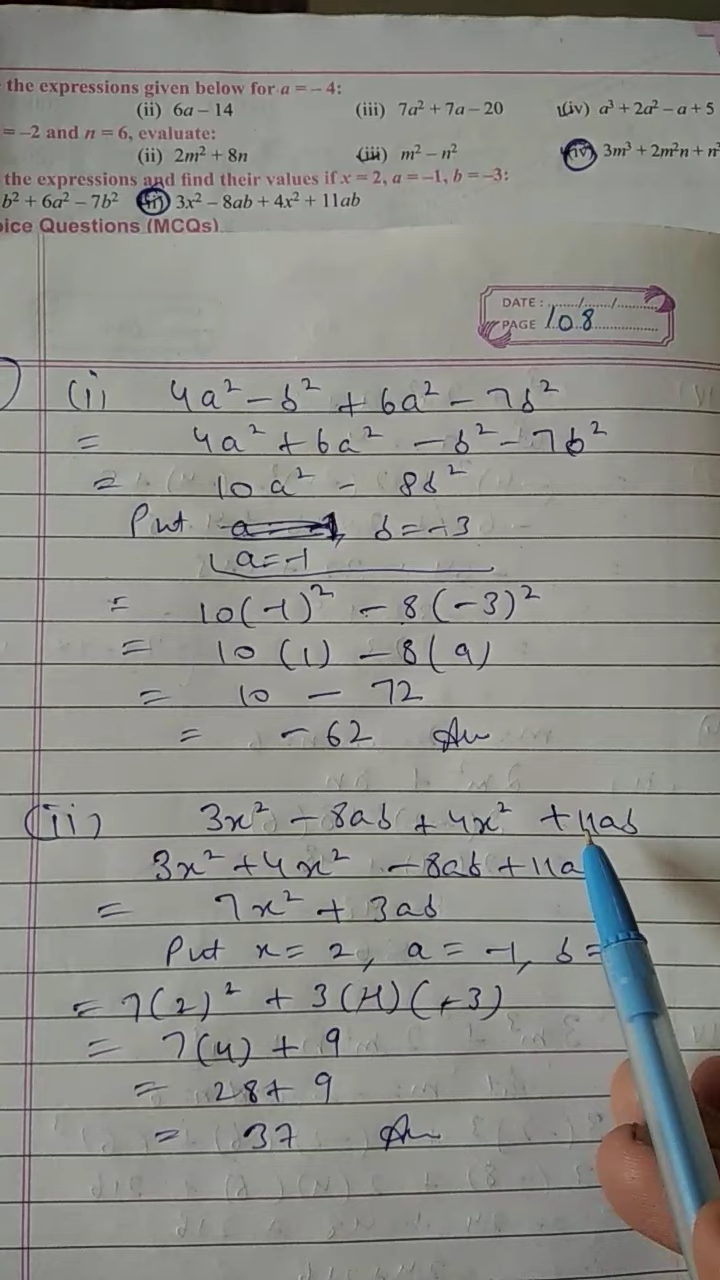 the expressions given below for a = – 4:
(ii) 6a – 14 (iii) 7a² + 7a – 20 (iv) a³ + 2a² – a + 5
= –2 and n = 6, evaluate:
(ii) 2m² + 8n (iii) m² – n² (iv) 3m³ + 2m²n + n³
the expressions and find their values if x = 2, a = –1, b = –3:
b² + 6a² – 7b² (ii) 3x² – 8ab + 4x² + 11ab
ice Questions (MCQs)
DATE : ......../......./............
PAGE 108
(i) 4a² – b² + 6a² – 7b²
= 4a² + 6a² – b² – 7b²
= 10a² – 8b²
Put b = –3
a = –1
= 10(–1)² – 8(–3)²
= 10(1) – 8(9)
= 10 – 72
= – 62 Ans
(ii) 3x² – 8ab + 4x² + 11ab
3x² + 4x² – 8ab + 11a
= 7x² + 3ab
Put x = 2, a = –1, b =
= 7(2)² + 3(–1)(–3)
= 7(4) + 9
= 28 + 9
= 37 Ans